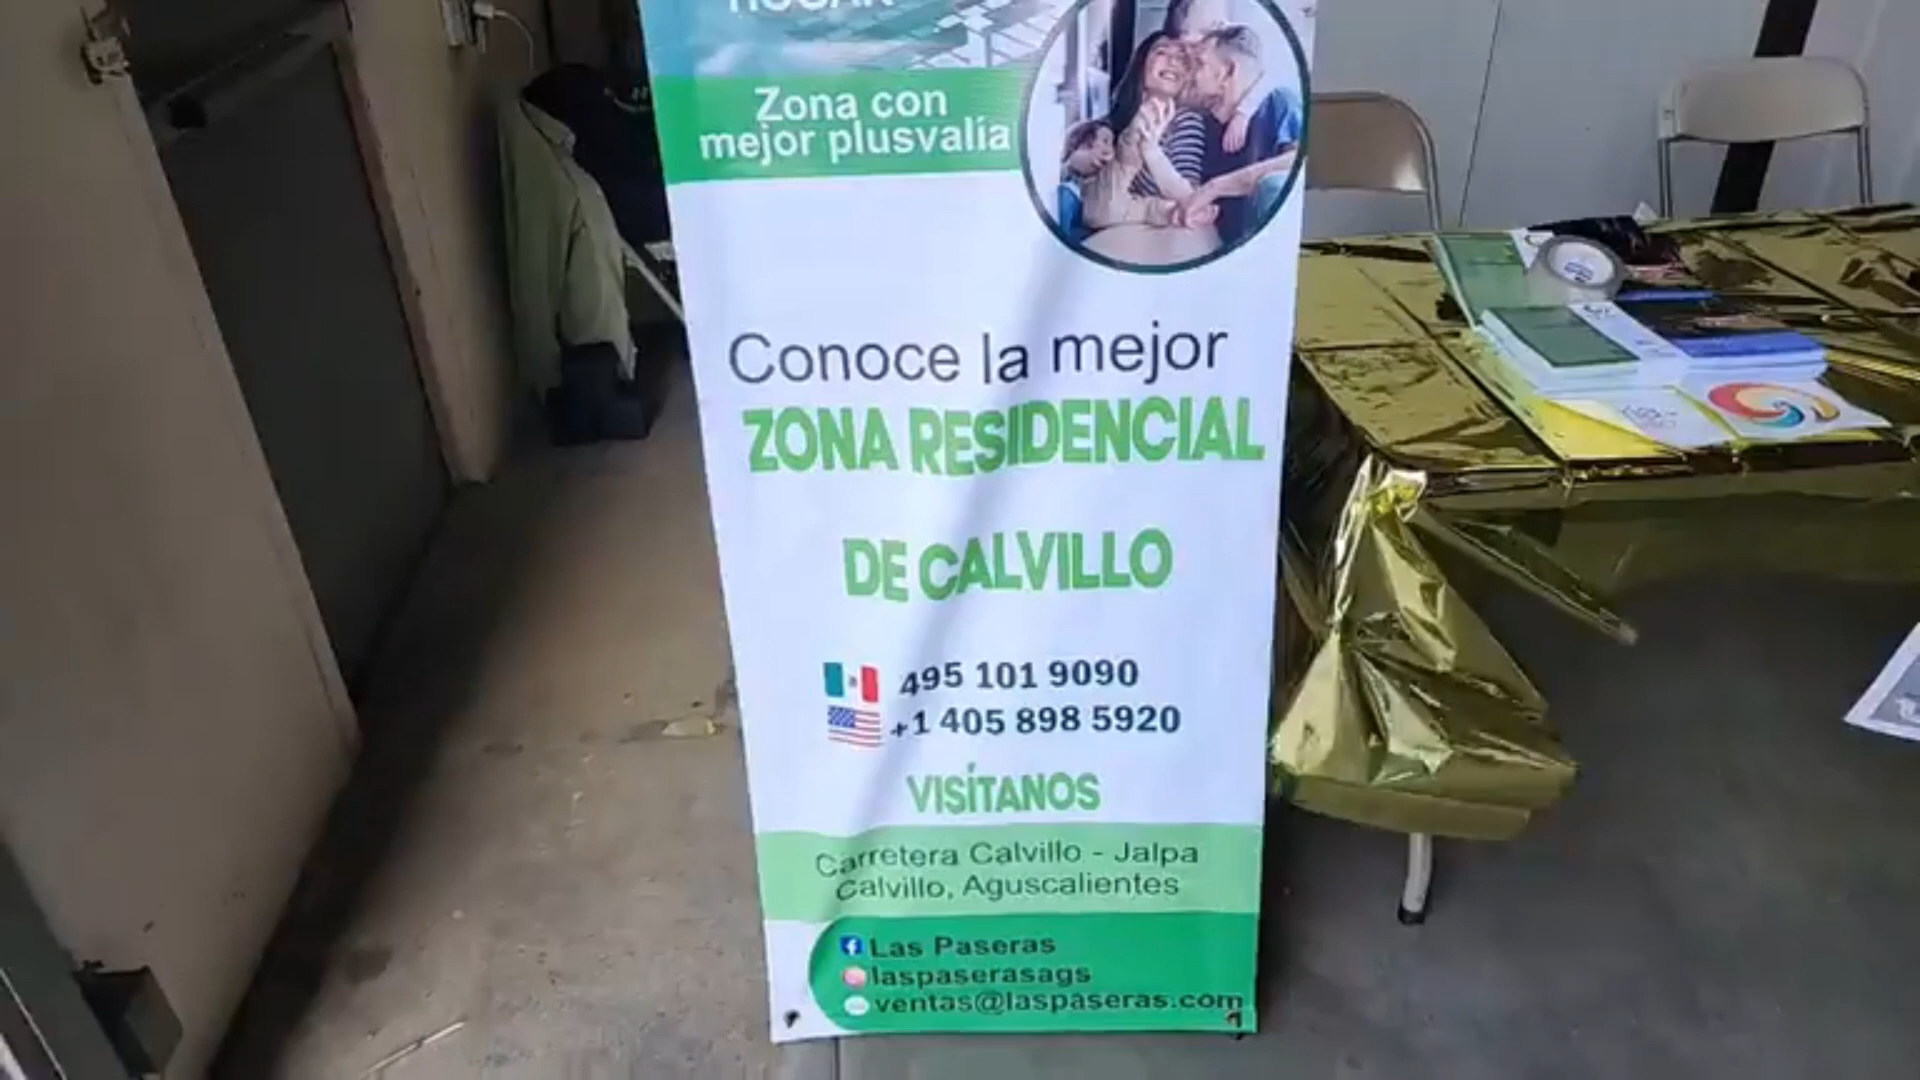 HOGAR
Zona con
mejor plusvalía
Conoce la mejor
ZONA RESIDENCIAL
DE CALVILLO
495 101 9090
+1 405 898 5920
VISÍTANOS
Carretera Calvillo - Jalpa
Calvillo, Aguscalientes
Las Paseras
laspaserasags
ventas@laspaseras.com